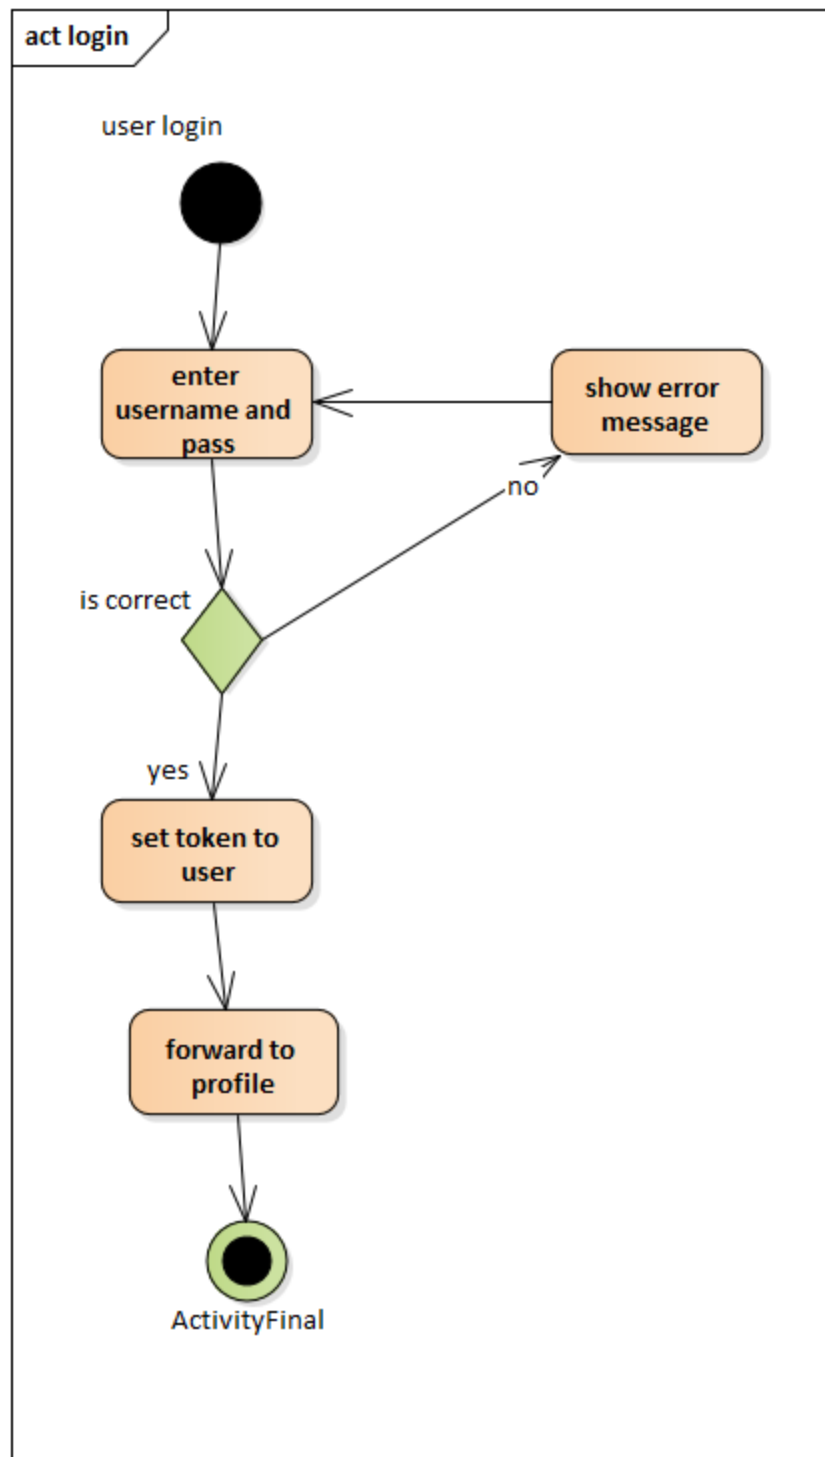 act login
user login
enter
username and
pass
show error
message
no
is correct
yes
set token to
user
forward to
profile
ActivityFinal